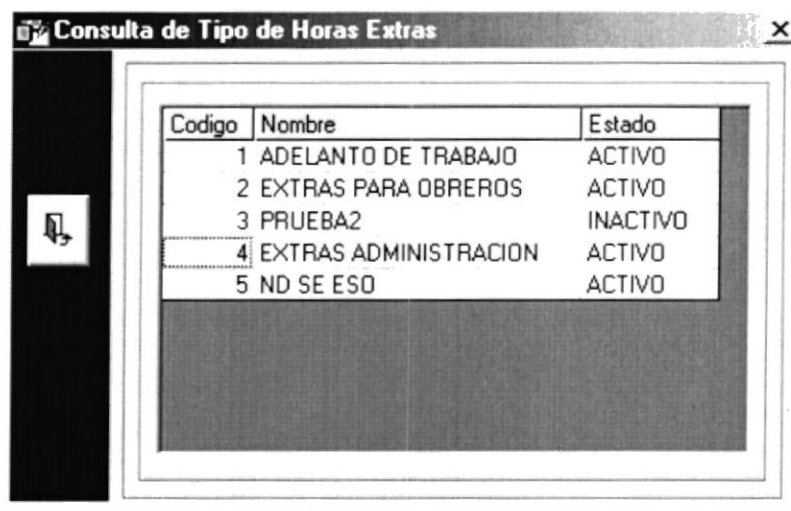 Consulta de Tipo de Horas Extras
Codigo Nombre Estado
1 ADELANTO DE TRABAJO ACTIVO
2 EXTRAS PARA OBREROS ACTIVO
3 PRUEBA2 INACTIVO
4 EXTRAS ADMINISTRACION ACTIVO
5 ND SE ESO ACTIVO